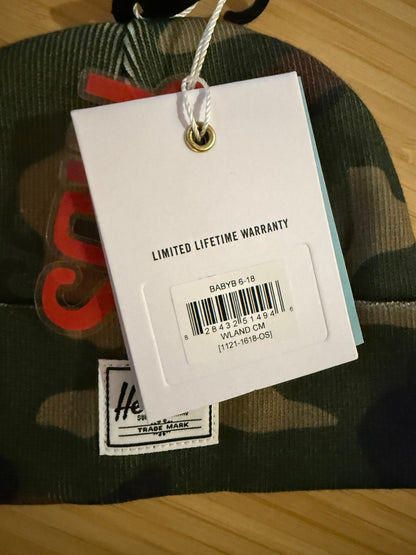 LIMITED LIFETIME WARRANTY
BABYB 6-18
8 28432 51494 6
WLAND CM
[1121-1618-OS]
TRADE MARK